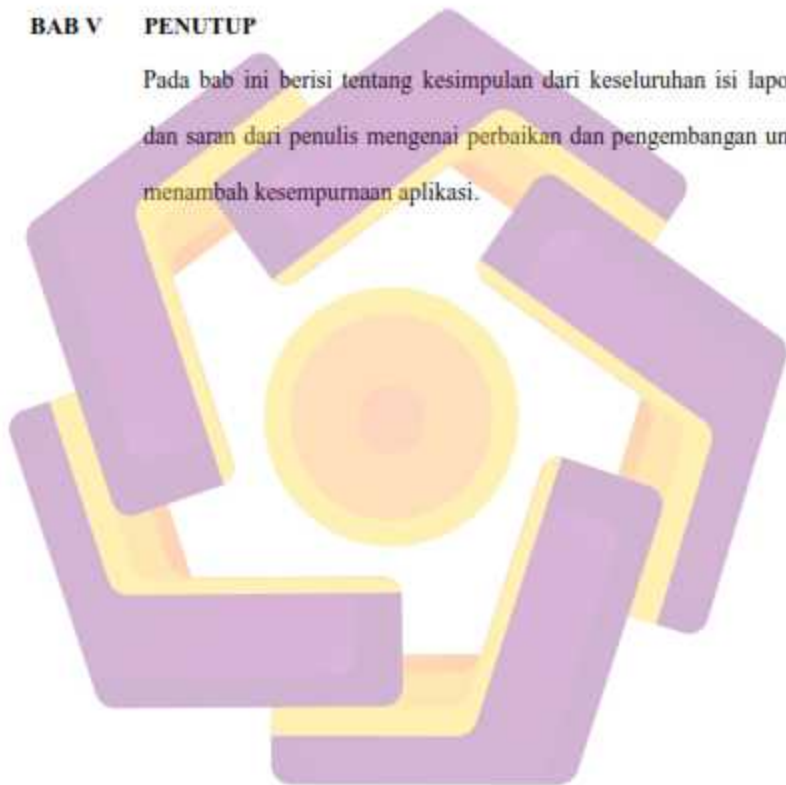 BAB V PENUTUP
Pada bab ini berisi tentang kesimpulan dari keseluruhan isi lapo
dan saran dari penulis mengenai perbaikan dan pengembangan un
menambah kesempurnaan aplikasi.